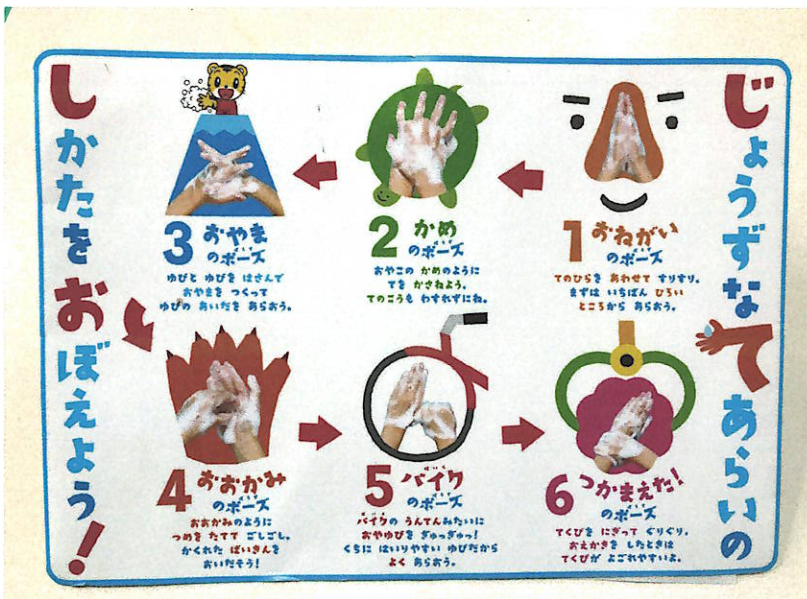 じょうずなてあらいの
しかたをおぼえよう!
1 おねがい
のポーズ
てのひらを あわせて すりすり。
まずは いちばん ひろい
ところから あらおう。
2 かめ
のポーズ
おやこの かめのように
てを かさねよう。
てのこうも わすれずにね。
3 おやま
のポーズ
ゆびと ゆびを はさんで
おやまを つくって
ゆびの あいだを あらおう。
4 おおかみ
のポーズ
おおかみのように
つめを たてて ごしごし。
かくれた ばいきんを
おいだそう!
5 バイク
のポーズ
バイクの うんてんみたいに
おやゆびを ぎゅっぎゅっ!
くちに はいりやすい ゆびだから
よく あらおう。
6 つかまえた!
のポーズ
てくびを にぎって ぐりぐり。
おえかきを したときは
てくびが よごれやすいよ。